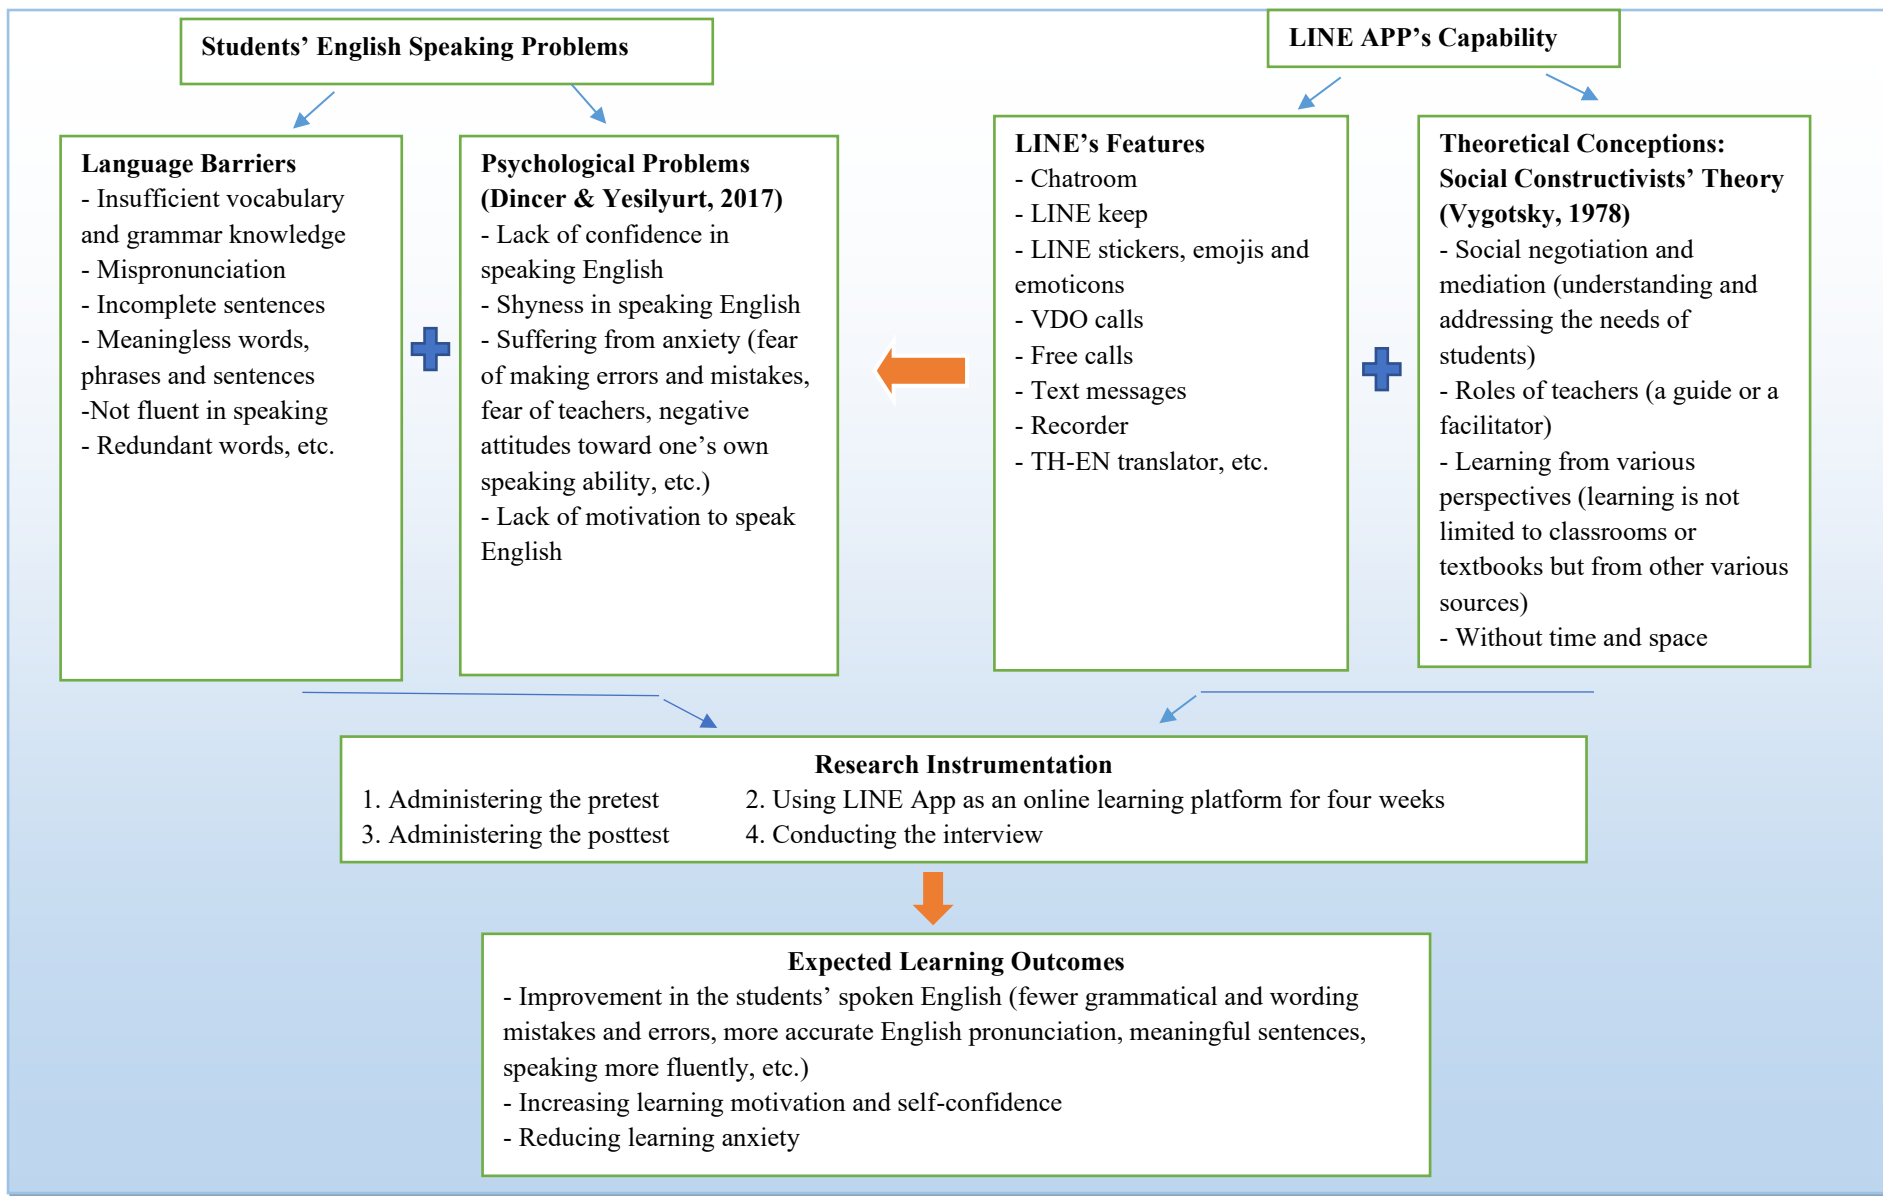 Students’ English Speaking Problems
LINE APP’s Capability
Language Barriers
- Insufficient vocabulary
and grammar knowledge
- Mispronunciation
- Incomplete sentences
- Meaningless words,
phrases and sentences
-Not fluent in speaking
- Redundant words, etc.
Psychological Problems
(Dincer & Yesilyurt, 2017)
- Lack of confidence in
speaking English
- Shyness in speaking English
- Suffering from anxiety (fear
of making errors and mistakes,
fear of teachers, negative
attitudes toward one’s own
speaking ability, etc.)
- Lack of motivation to speak
English
LINE’s Features
- Chatroom
- LINE keep
- LINE stickers, emojis and
emoticons
- VDO calls
- Free calls
- Text messages
- Recorder
- TH-EN translator, etc.
Theoretical Conceptions:
Social Constructivists’ Theory
(Vygotsky, 1978)
- Social negotiation and
mediation (understanding and
addressing the needs of
students)
- Roles of teachers (a guide or a
facilitator)
- Learning from various
perspectives (learning is not
limited to classrooms or
textbooks but from other various
sources)
- Without time and space
Research Instrumentation
1. Administering the pretest 2. Using LINE App as an online learning platform for four weeks
3. Administering the posttest 4. Conducting the interview
Expected Learning Outcomes
- Improvement in the students’ spoken English (fewer grammatical and wording
mistakes and errors, more accurate English pronunciation, meaningful sentences,
speaking more fluently, etc.)
- Increasing learning motivation and self-confidence
- Reducing learning anxiety